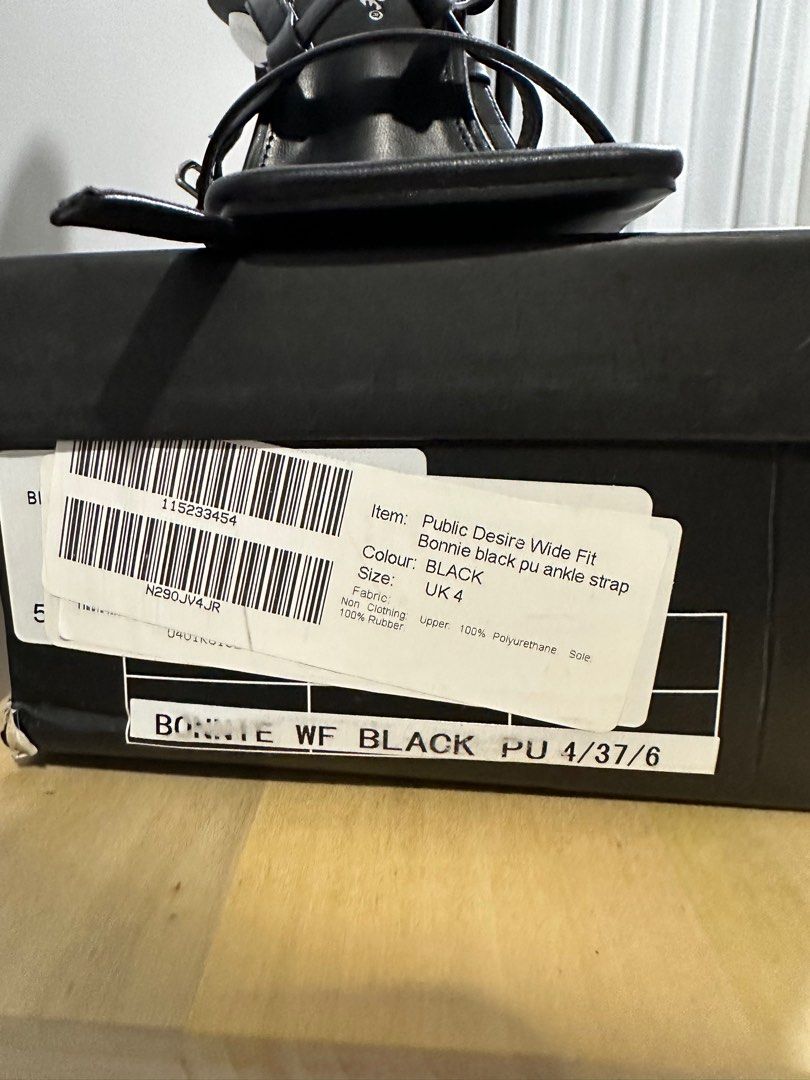 115233454
N290JV4JR
Item: Public Desire Wide Fit
Bonnie black pu ankle strap
Colour: BLACK
Size: UK 4
Fabric:
Non Clothing: Upper: 100% Polyurethane Sole:
100% Rubber
5
BONNIE WF BLACK PU 4/37/6